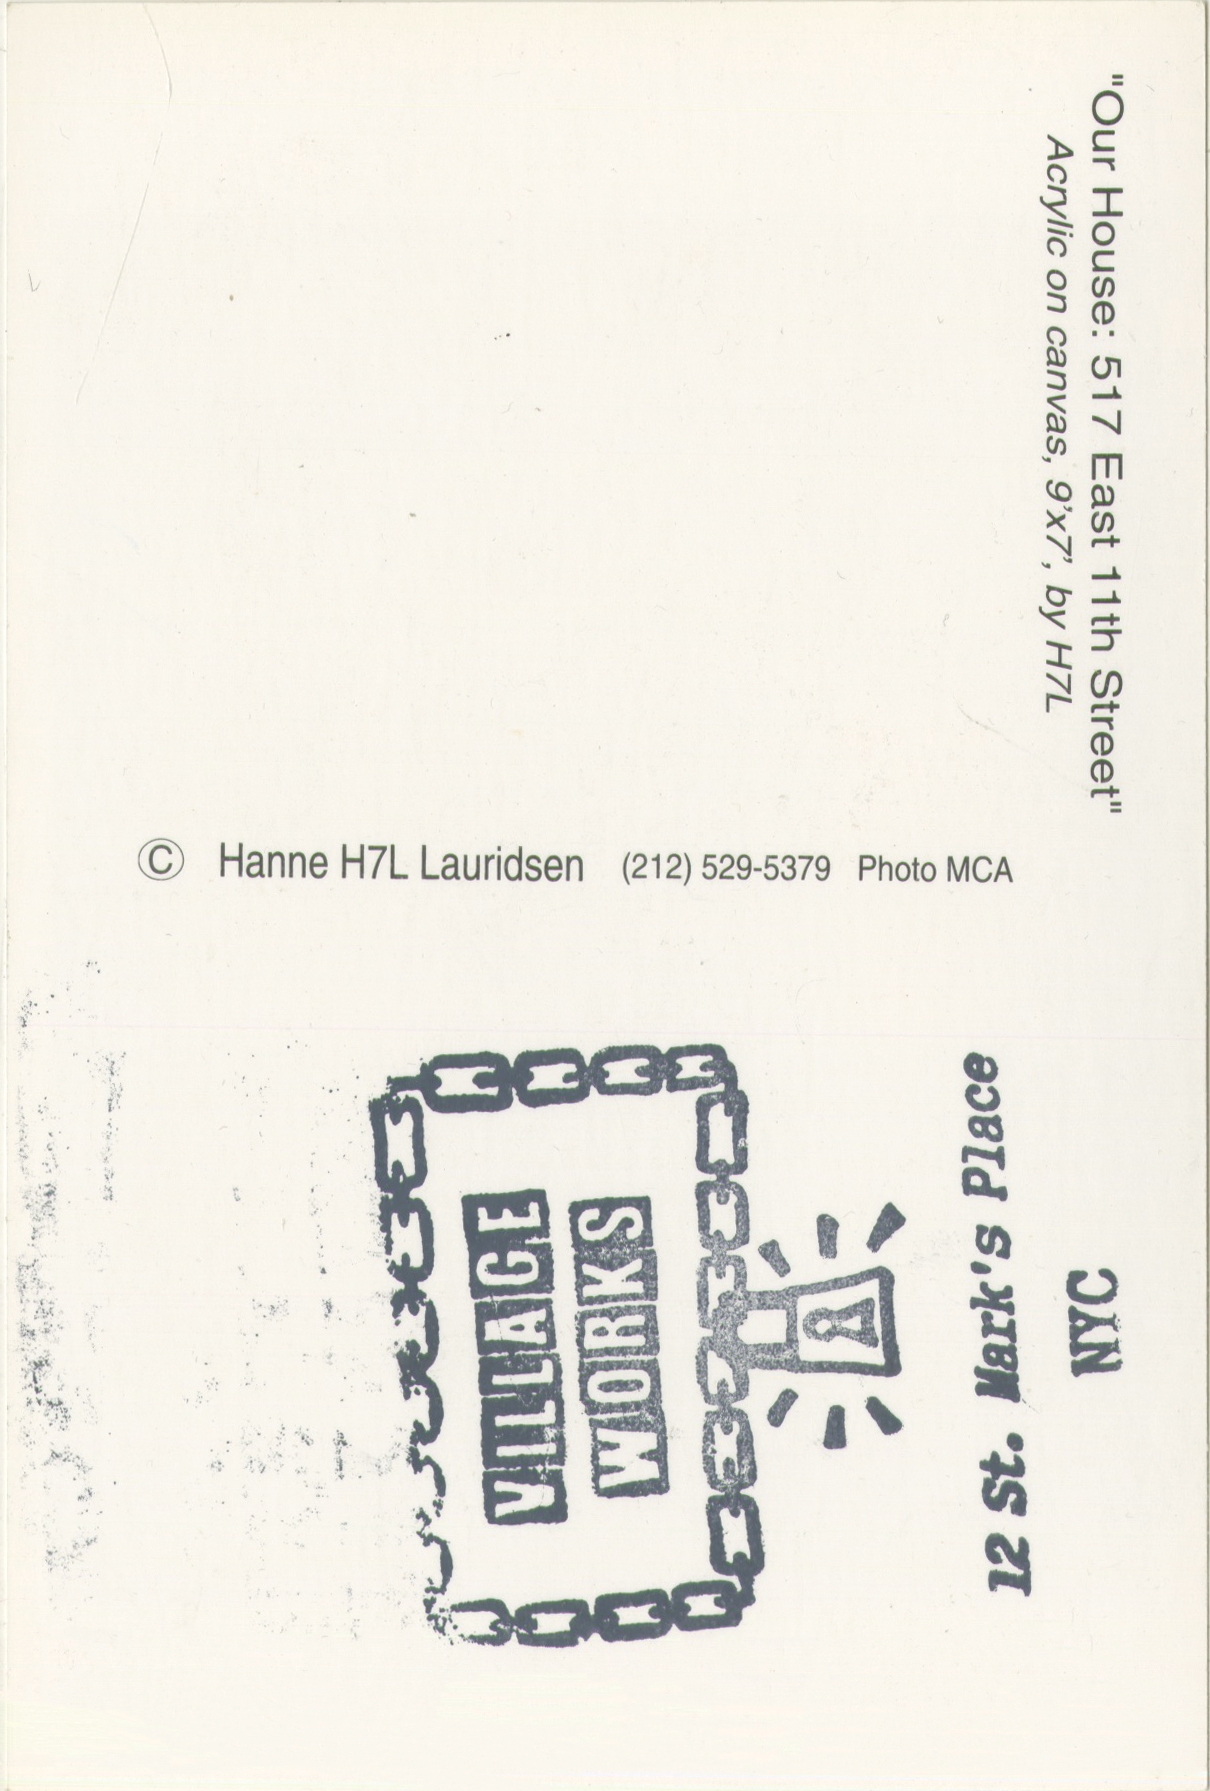 "Our House: 517 East 11th Street"
Acrylic on canvas, 9'x7', by H7L
© Hanne H7L Lauridsen (212) 529-5379 Photo MCA
VILLAGE
WORKS
12 St. Mark's Place
NYC